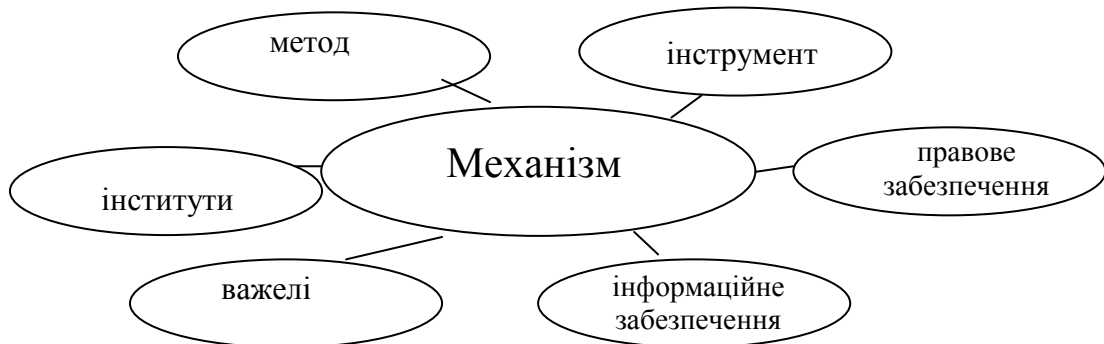 метод
інструмент
Механізм
правове
забезпечення
інститути
важелі
інформаційне
забезпечення